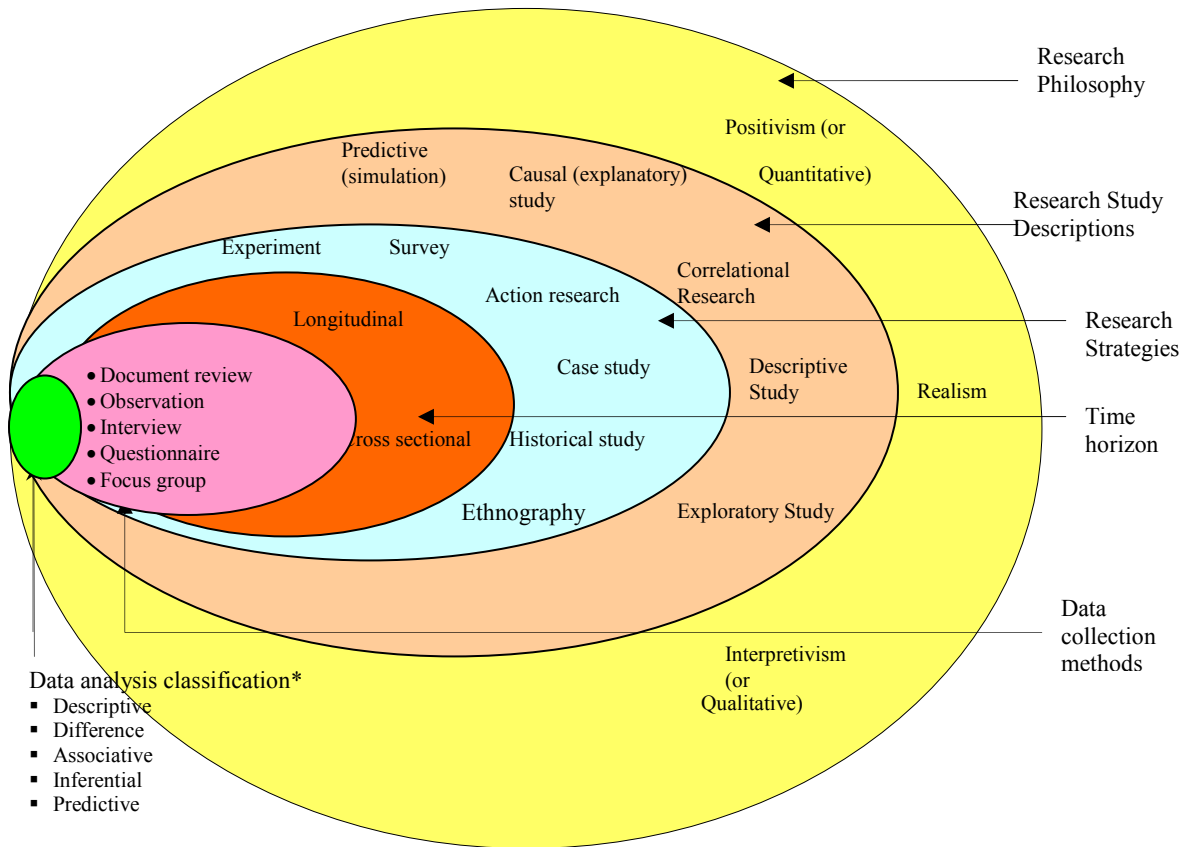 Research
Philosophy
Positivism (or
Quantitative)
Predictive
(simulation)
Causal (explanatory)
study
Research Study
Descriptions
Experiment
Survey
Correlational
Research
Action research
Longitudinal
Research
Strategies
Case study
Descriptive
Study
Realism
• Document review
• Observation
• Interview
• Questionnaire
• Focus group
Cross sectional
Historical study
Time
horizon
Ethnography
Exploratory Study
Data
collection
methods
Interpretivism
(or
Qualitative)
Data analysis classification*
▪ Descriptive
▪ Difference
▪ Associative
▪ Inferential
▪ Predictive